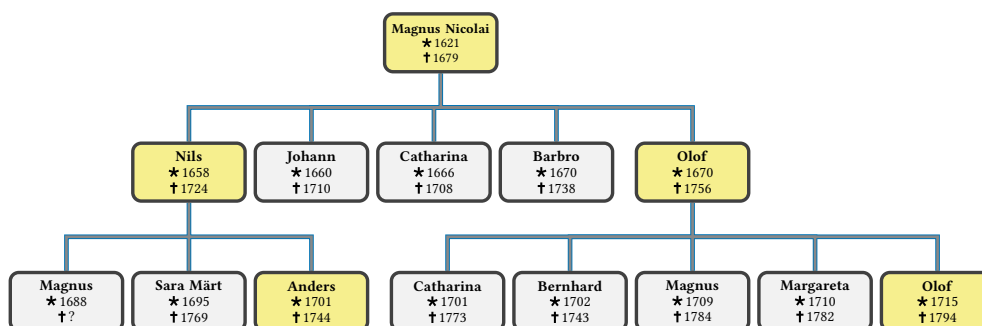 Magnus Nicolai
★ 1621
† 1679
Nils
★ 1658
† 1724
Johann
★ 1660
† 1710
Catharina
★ 1666
† 1708
Barbro
★ 1670
† 1738
Olof
★ 1670
† 1756
Magnus
★ 1688
† ?
Sara Märt
★ 1695
† 1769
Anders
★ 1701
† 1744
Catharina
★ 1701
† 1773
Bernhard
★ 1702
† 1743
Magnus
★ 1709
† 1784
Margareta
★ 1710
† 1782
Olof
★ 1715
† 1794